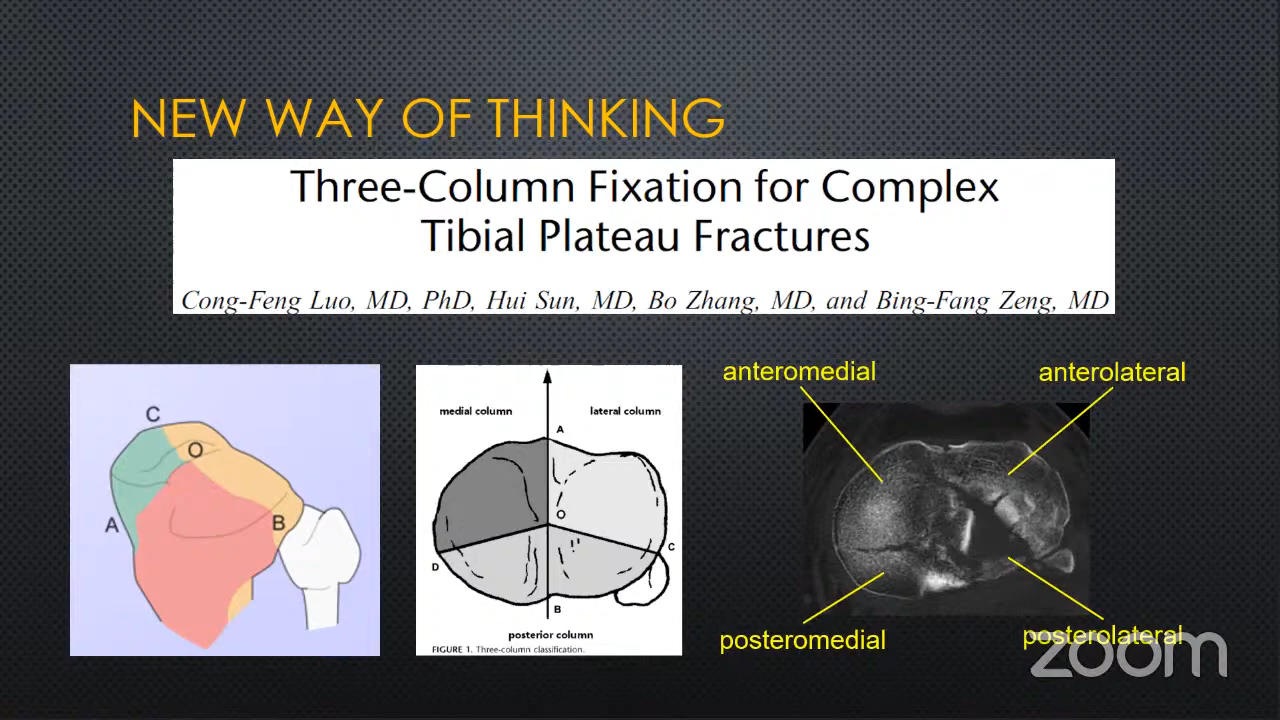 NEW WAY OF THINKING
Three-Column Fixation for Complex
Tibial Plateau Fractures
Cong-Feng Luo, MD, PhD, Hui Sun, MD, Bo Zhang, MD, and Bing-Fang Zeng, MD
C
O
A
B
medial column
lateral column
A
O
C
D
B
posterior column
FIGURE 1. Three-column classification.
anteromedial
anterolateral
posteromedial
posterolateral
zoom